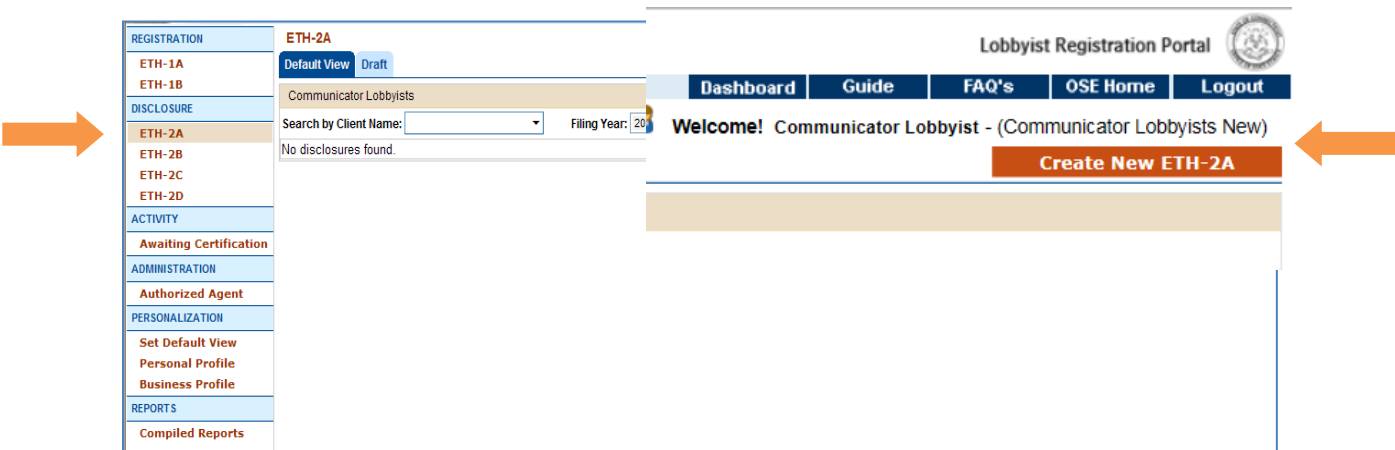 REGISTRATION
ETH-1A
ETH-1B
DISCLOSURE
ETH-2A
ETH-2B
ETH-2C
ETH-2D
ACTIVITY
Awaiting Certification
ADMINISTRATION
Authorized Agent
PERSONALIZATION
Set Default View
Personal Profile
Business Profile
REPORTS
Compiled Reports
ETH-2A
Default View Draft
Communicator Lobbyists
Search by Client Name: Filing Year: 20
No disclosures found.
Lobbyist Registration Portal
Dashboard Guide FAQ's OSE Home Logout
Welcome! Communicator Lobbyist - (Communicator Lobbyists New)
Create New ETH-2A